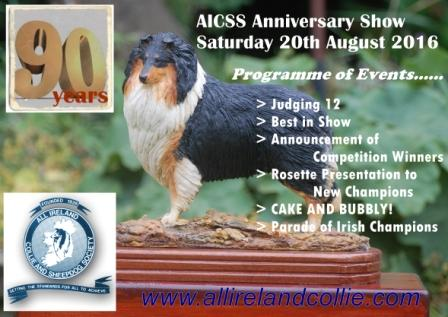 90
years
AICSS Anniversary Show
Saturday 20th August 2016
Programme of Events......
> Judging 12
> Best in Show
> Announcement of
Competition Winners
> Rosette Presentation to
New Champions
> CAKE AND BUBBLY!
> Parade of Irish Champions
FOUNDED 1926
ALL IRELAND
COLLIE AND SHEEPDOG SOCIETY
SETTING THE STANDARDS FOR ALL TO ACHIEVE
www.allirelandcollie.com